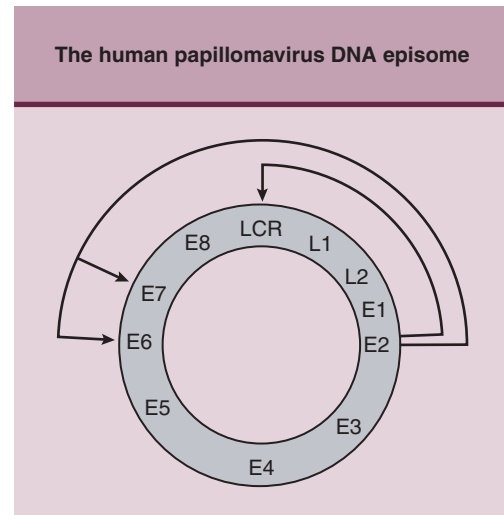 The human papillomavirus DNA episome
LCR
L1
L2
E1
E2
E3
E4
E5
E6
E7
E8